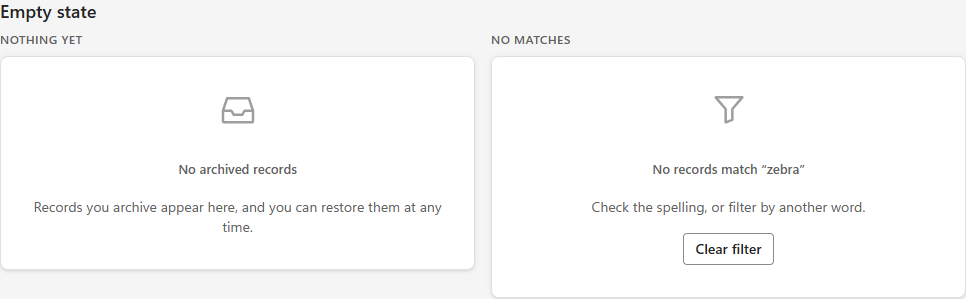 Empty state
NOTHING YET
No archived records
Records you archive appear here, and you can restore them at any
time.
NO MATCHES
No records match “zebra”
Check the spelling, or filter by another word.
Clear filter